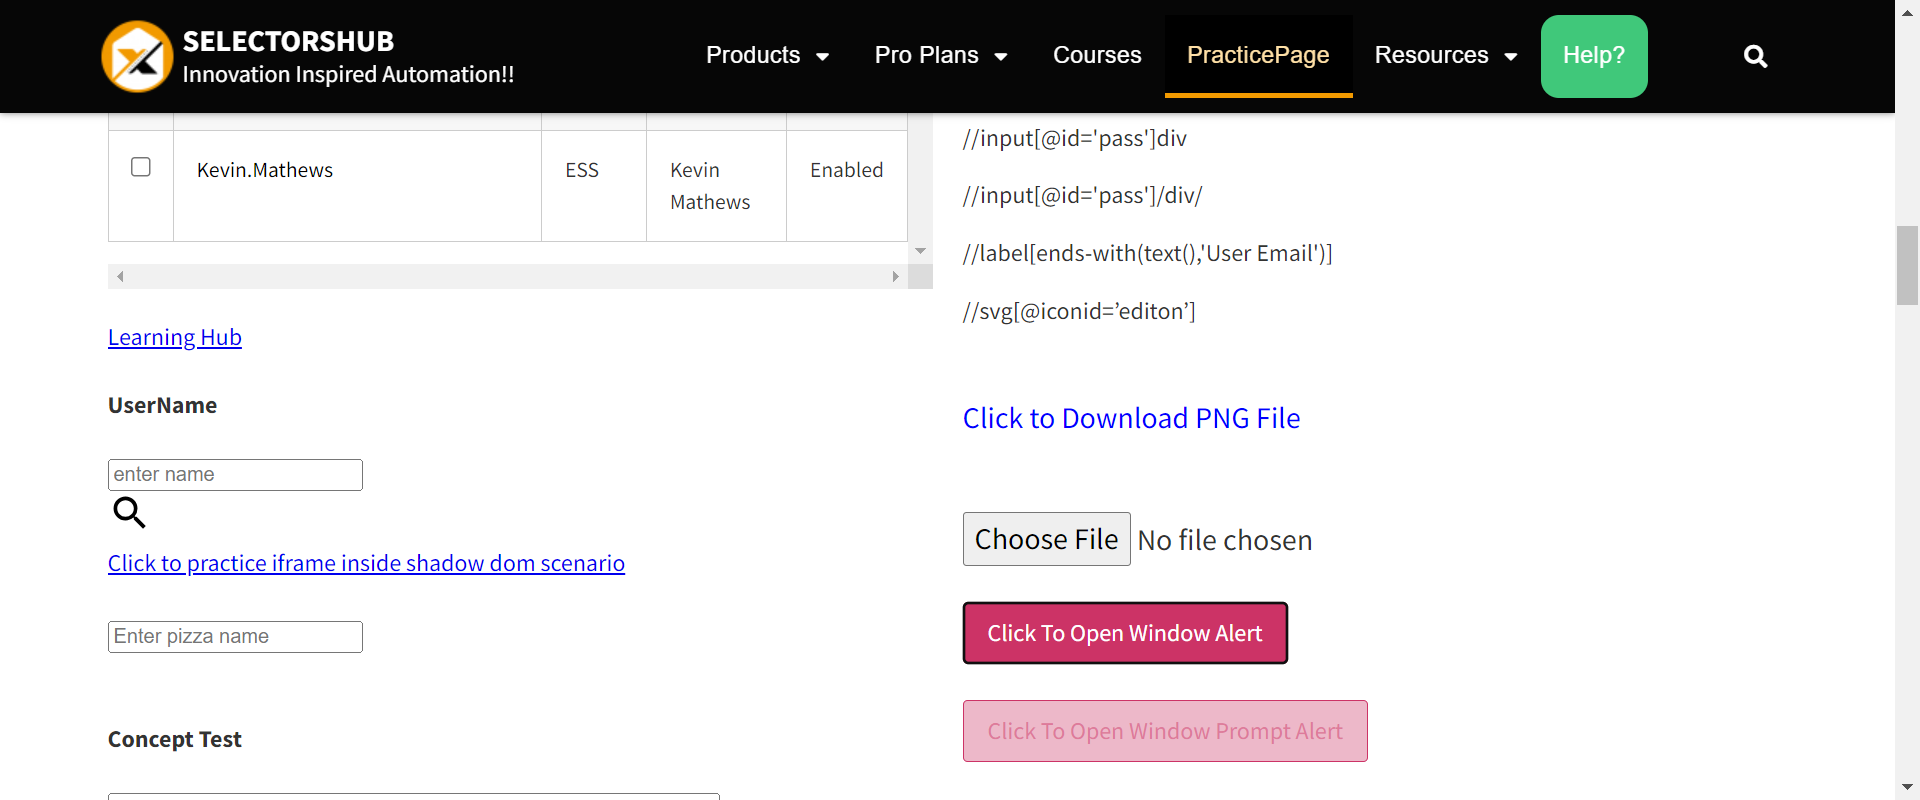 SELECTORSHUB
Innovation Inspired Automation!!
Products
Pro Plans
Courses
PracticePage
Resources
Help?
Kevin.Mathews
ESS
Kevin
Mathews
Enabled
Learning Hub
UserName
enter name
Click to practice iframe inside shadow dom scenario
Enter pizza name
Concept Test
//input[@id='pass']div
//input[@id='pass']/div/
//label[ends-with(text(),'User Email')]
//svg[@iconid=’editon’]
Click to Download PNG File
Choose File No file chosen
Click To Open Window Alert
Click To Open Window Prompt Alert